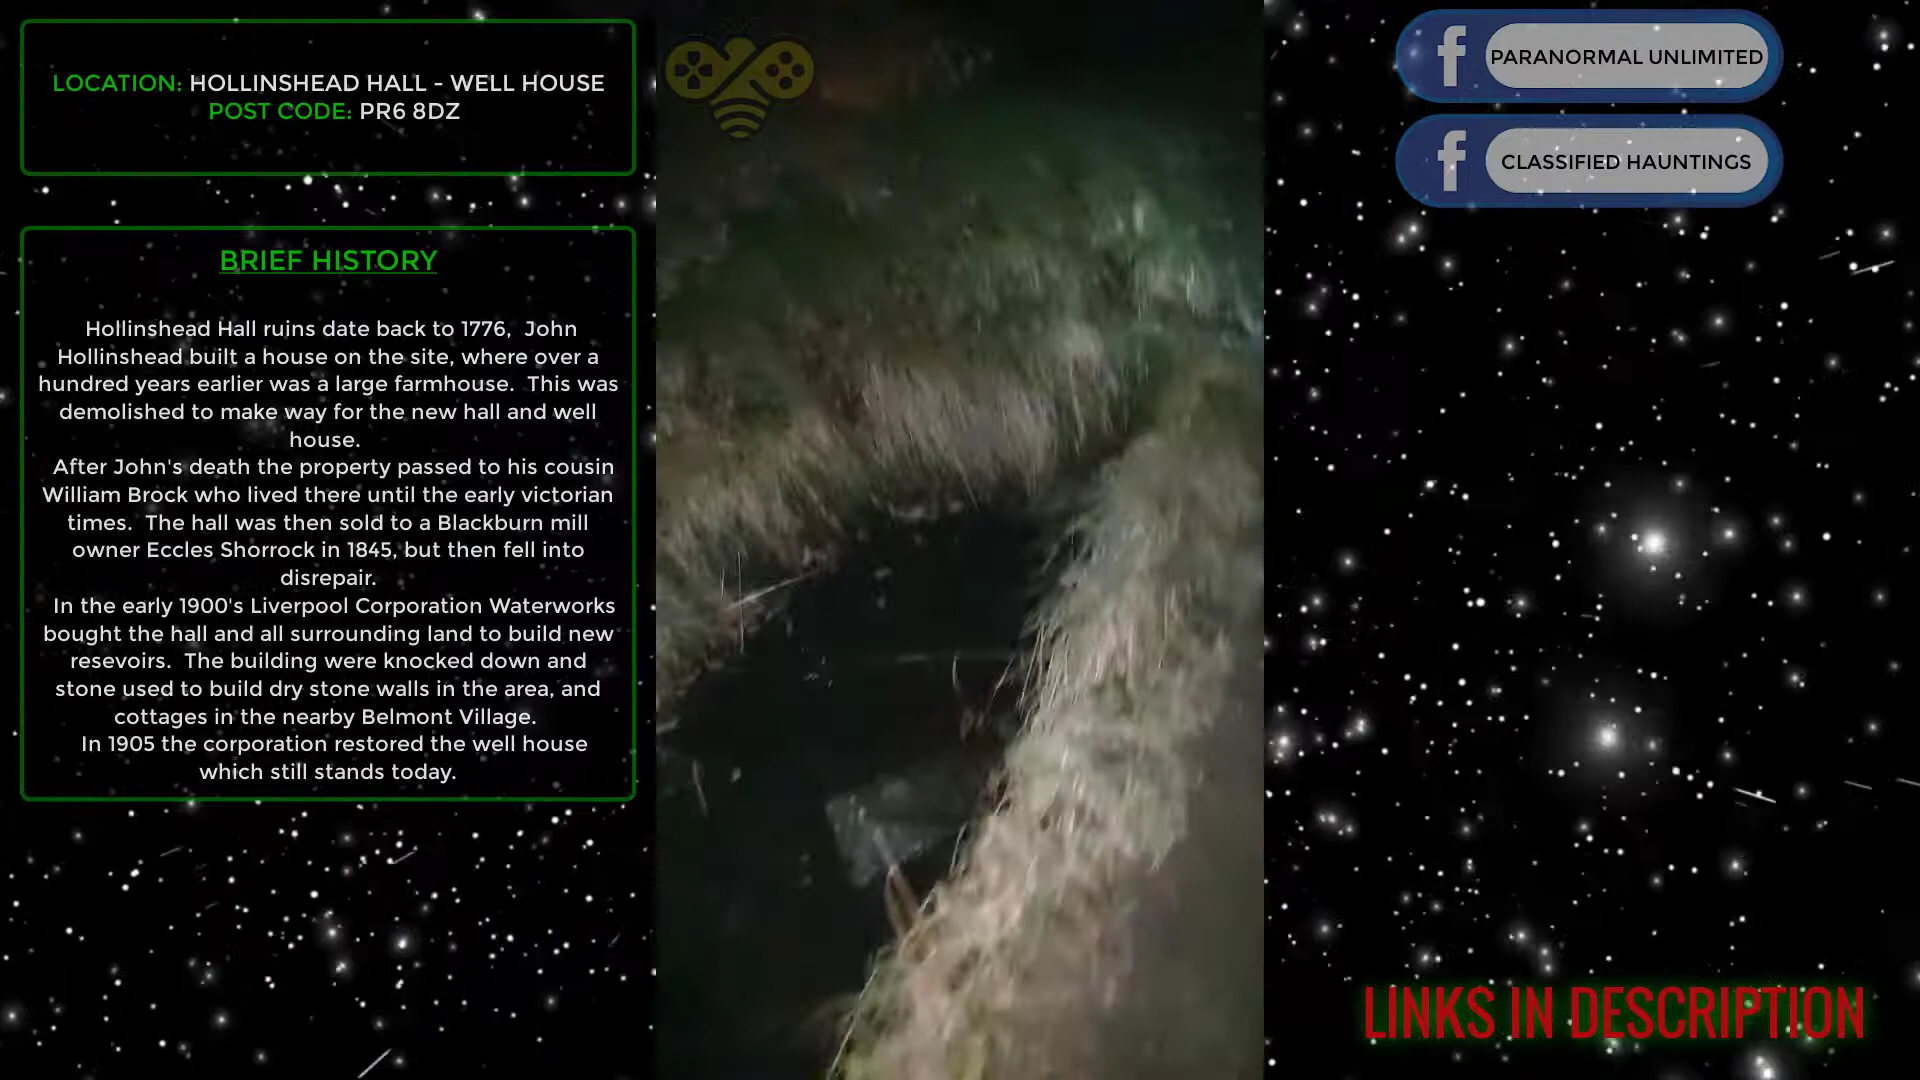 LOCATION: HOLLINSHEAD HALL - WELL HOUSE
POST CODE: PR6 8DZ
BRIEF HISTORY
Hollinshead Hall ruins date back to 1776, John
Hollinshead built a house on the site, where over a
hundred years earlier was a large farmhouse. This was
demolished to make way for the new hall and well
house.
After John's death the property passed to his cousin
William Brock who lived there until the early victorian
times. The hall was then sold to a Blackburn mill
owner Eccles Shorrock in 1845, but then fell into
disrepair.
In the early 1900's Liverpool Corporation Waterworks
bought the hall and all surrounding land to build new
resevoirs. The building were knocked down and
stone used to build dry stone walls in the area, and
cottages in the nearby Belmont Village.
In 1905 the corporation restored the well house
which still stands today.
f PARANORMAL UNLIMITED
f CLASSIFIED HAUNTINGS
LINKS IN DESCRIPTION